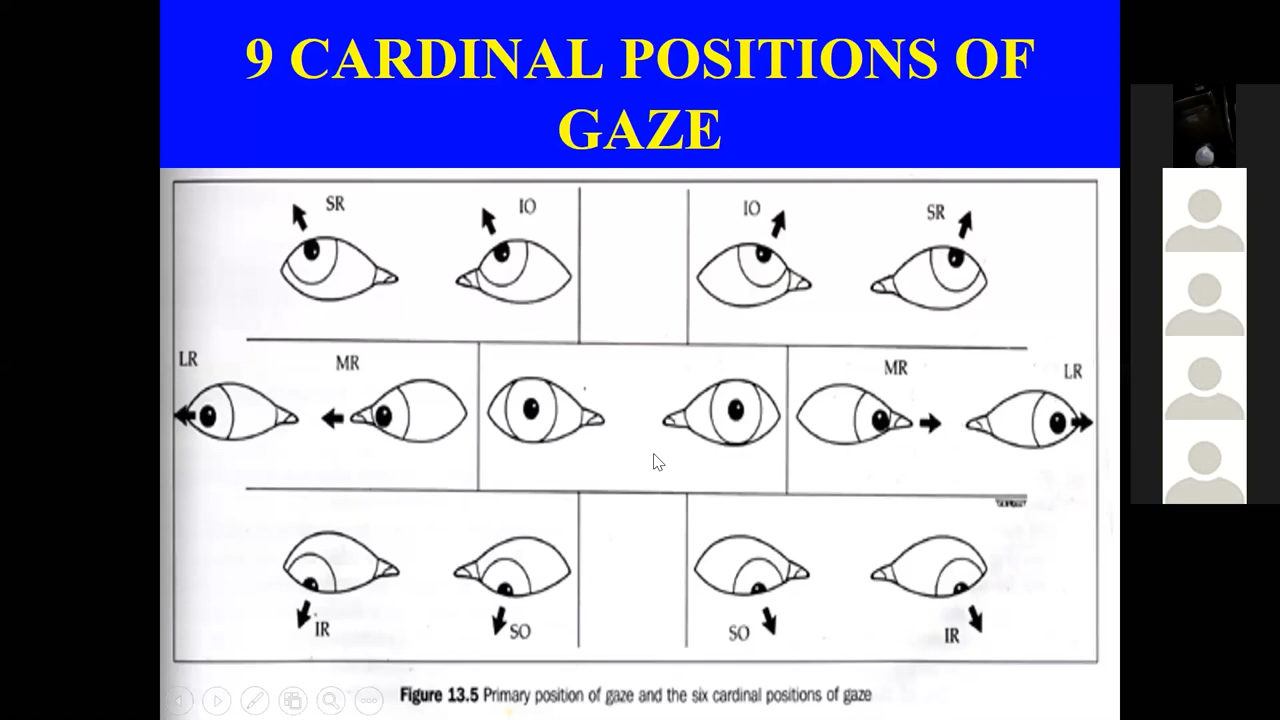 9 CARDINAL POSITIONS OF
GAZE
SR IO IO SR
LR MR MR LR
IR SO SO IR
Figure 13.5 Primary position of gaze and the six cardinal positions of gaze